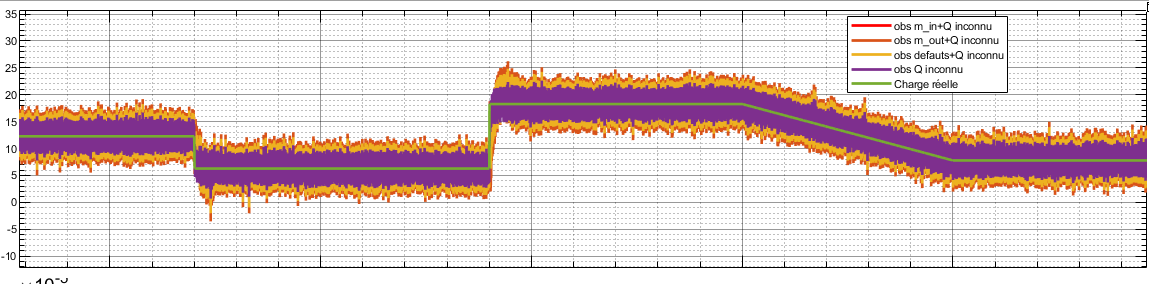 35
30
25
20
15
10
5
0
-5
-10
obs m_in+Q inconnu
obs m_out+Q inconnu
obs defauts+Q inconnu
obs Q inconnu
Charge réelle